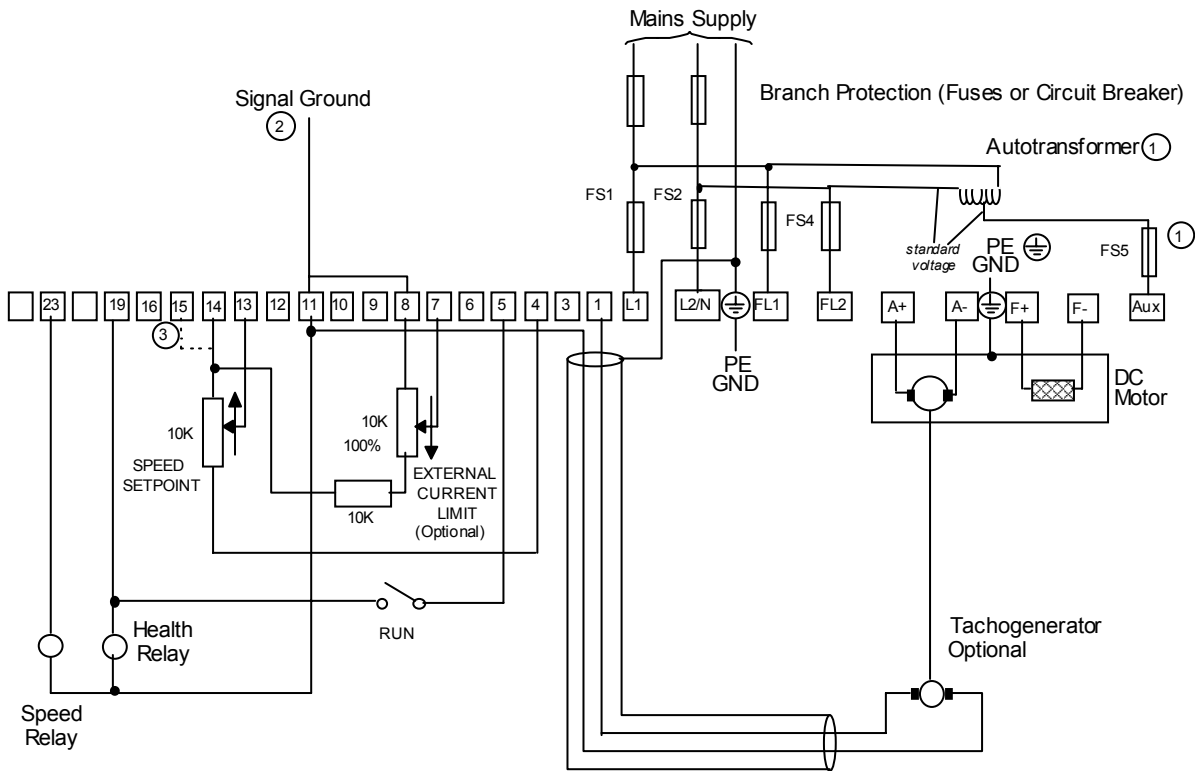 Mains Supply
Branch Protection (Fuses or Circuit Breaker)
Signal Ground
2
Autotransformer 1
FS1
FS2
FS4
standard
voltage
PE
GND
FS5
1
23
19
16
15
14
13
12
11
10
9
8
7
6
5
4
3
1
L1
L2/N
FL1
FL2
A+
A-
F+
F-
Aux
3
PE
GND
DC
Motor
10K
SPEED
SETPOINT
10K
100%
EXTERNAL
CURRENT
LIMIT
(Optional)
10K
RUN
Health
Relay
Speed
Relay
Tachogenerator
Optional